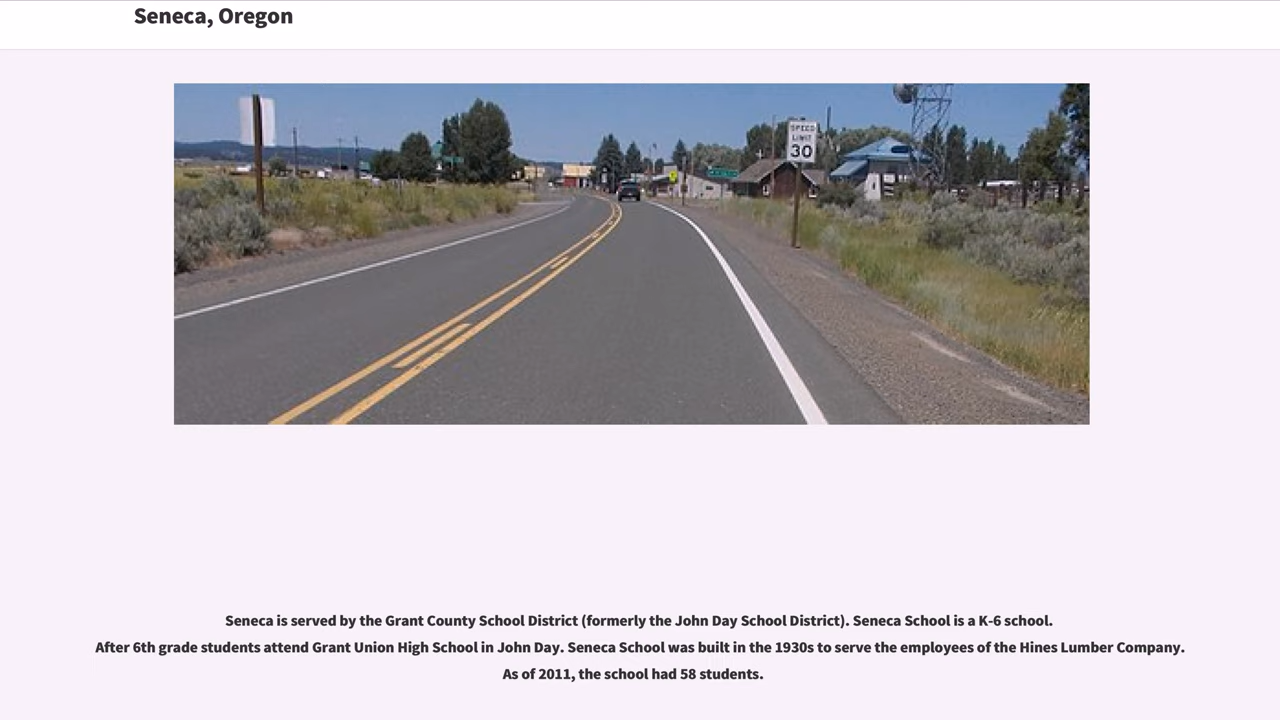 Seneca, Oregon
SPEED
LIMIT
30
Seneca is served by the Grant County School District (formerly the John Day School District). Seneca School is a K-6 school.
After 6th grade students attend Grant Union High School in John Day. Seneca School was built in the 1930s to serve the employees of the Hines Lumber Company.
As of 2011, the school had 58 students.